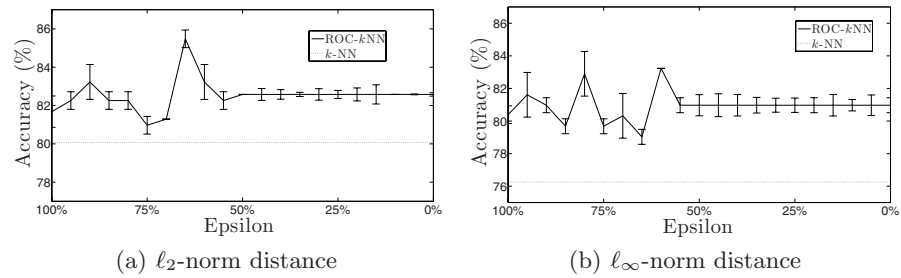 86
84
82
80
78
Accuracy (%)
ROC-kNN
k-NN
100%
75%
50%
25%
0%
Epsilon
(a) ℓ₂-norm distance
86
84
82
80
78
76
Accuracy (%)
ROC-kNN
k-NN
100%
75%
50%
25%
0%
Epsilon
(b) ℓ∞-norm distance